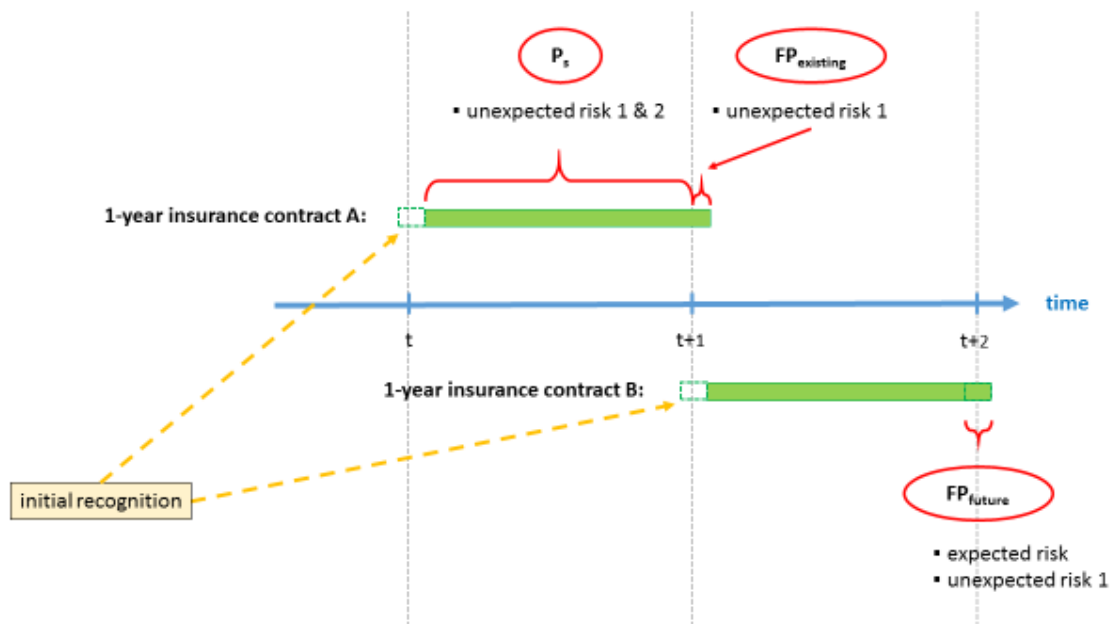 Ps
FPexisting
▪ unexpected risk 1 & 2
▪ unexpected risk 1
1-year insurance contract A:
time
t
t+1
t+2
1-year insurance contract B:
initial recognition
FPfuture
▪ expected risk
▪ unexpected risk 1